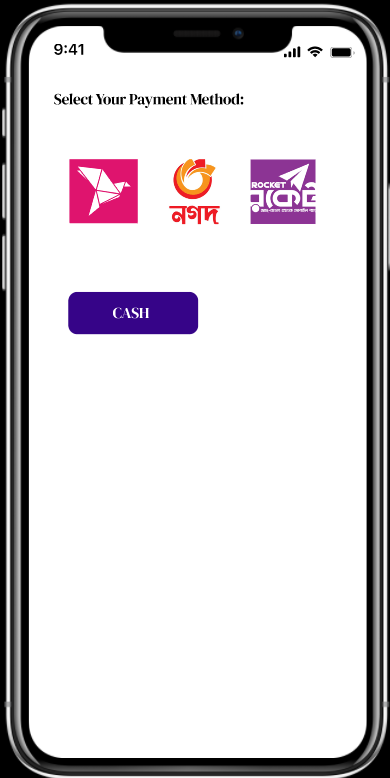 9:41
Select Your Payment Method:
নগদ
ROCKET
রকেট
CASH